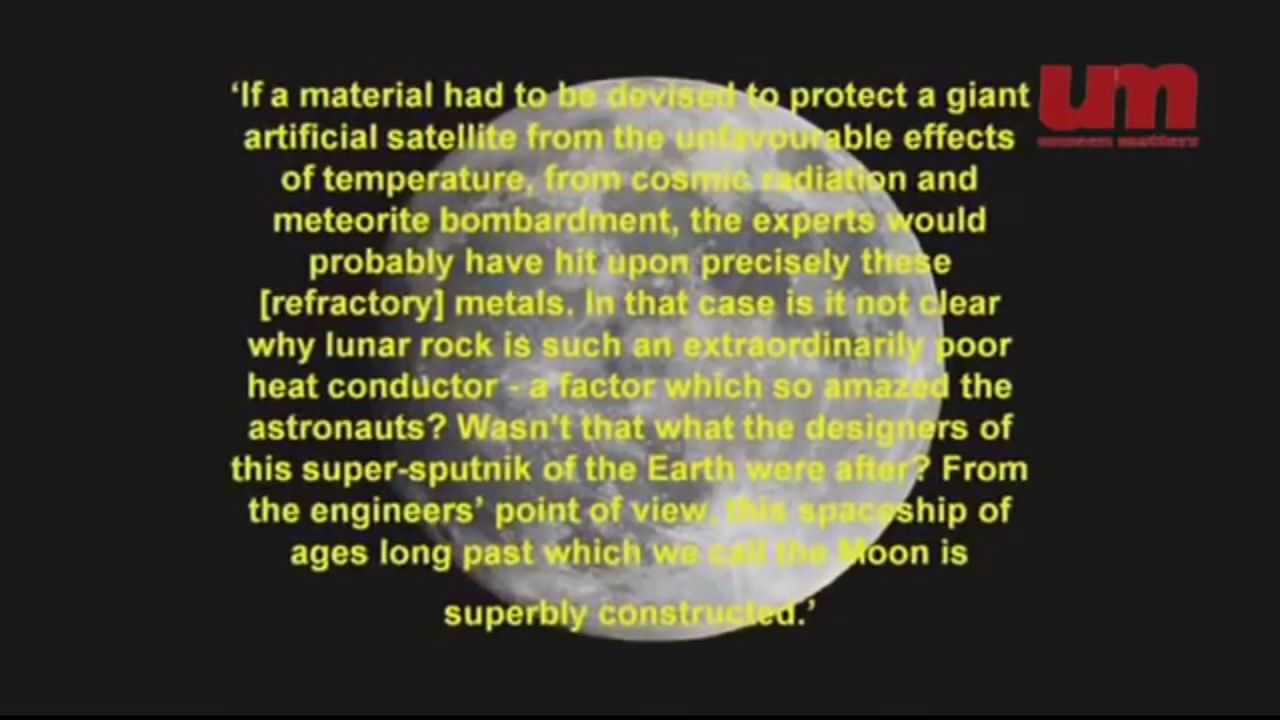 ‘If a material had to be devised to protect a giant
artificial satellite from the unfavourable effects
of temperature, from cosmic radiation and
meteorite bombardment, the experts would
probably have hit upon precisely these
[refractory] metals. In that case is it not clear
why lunar rock is such an extraordinarily poor
heat conductor - a factor which so amazed the
astronauts? Wasn’t that what the designers of
this super-sputnik of the Earth were after? From
the engineers’ point of view, this spaceship of
ages long past which we call the Moon is
superbly constructed.’
um
unseen matters